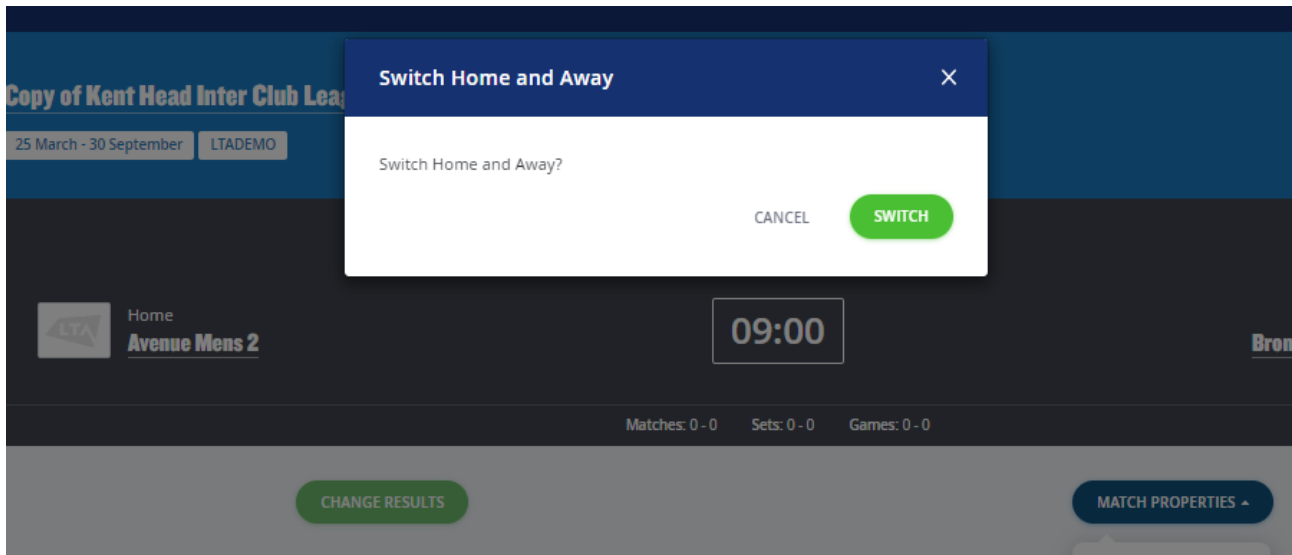 Switch Home and Away
Copy of Kent Head Inter Club
25 March - 30 September LTADEMO
Switch Home and Away?
CANCEL SWITCH
LTA
Home
Avenue Mens 2
09:00
Matches: 0 - 0 Sets: 0 - 0 Games: 0 - 0
CHANGE RESULTS MATCH PROPERTIES